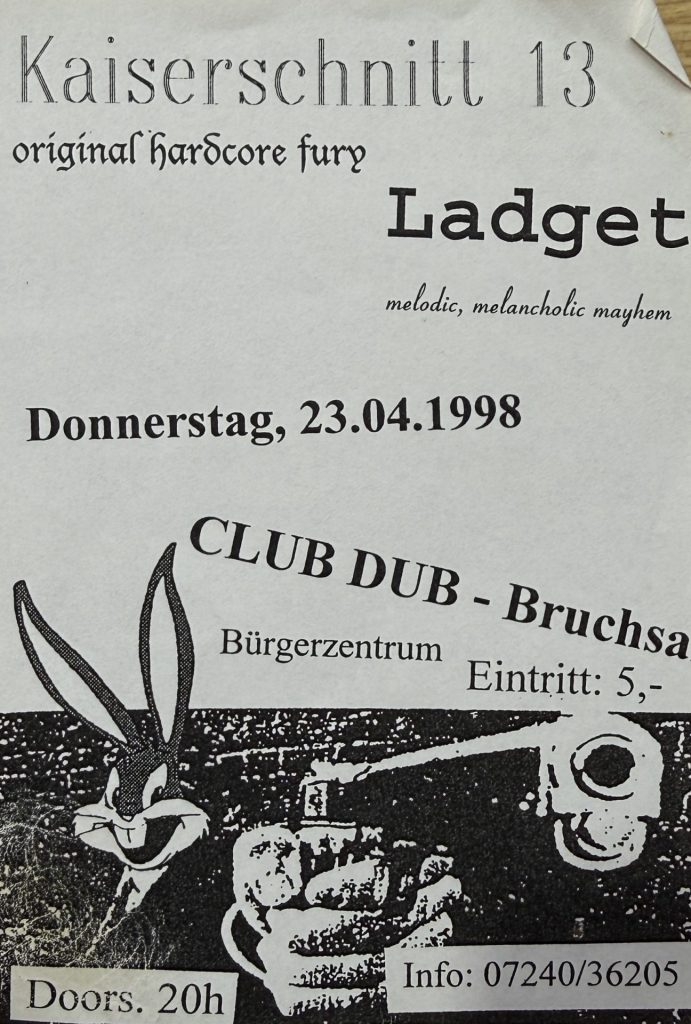 Kaiserschnitt 13
original hardcore fury
Ladget
melodic, melancholic mayhem
Donnerstag, 23.04.1998
CLUB DUB - Bruchsa
Bürgerzentrum
Eintritt: 5,-
Doors. 20h
Info: 07240/36205